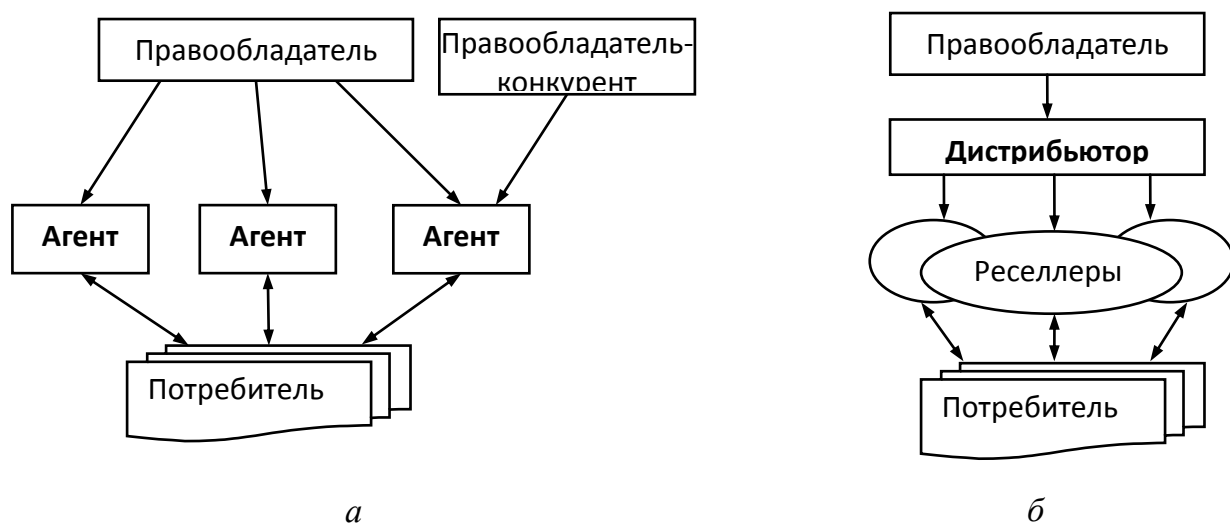 Правообладатель
Правообладатель-
конкурент
Агент
Агент
Агент
Потребитель
а
Правообладатель
Дистрибьютор
Реселлеры
Потребитель
б